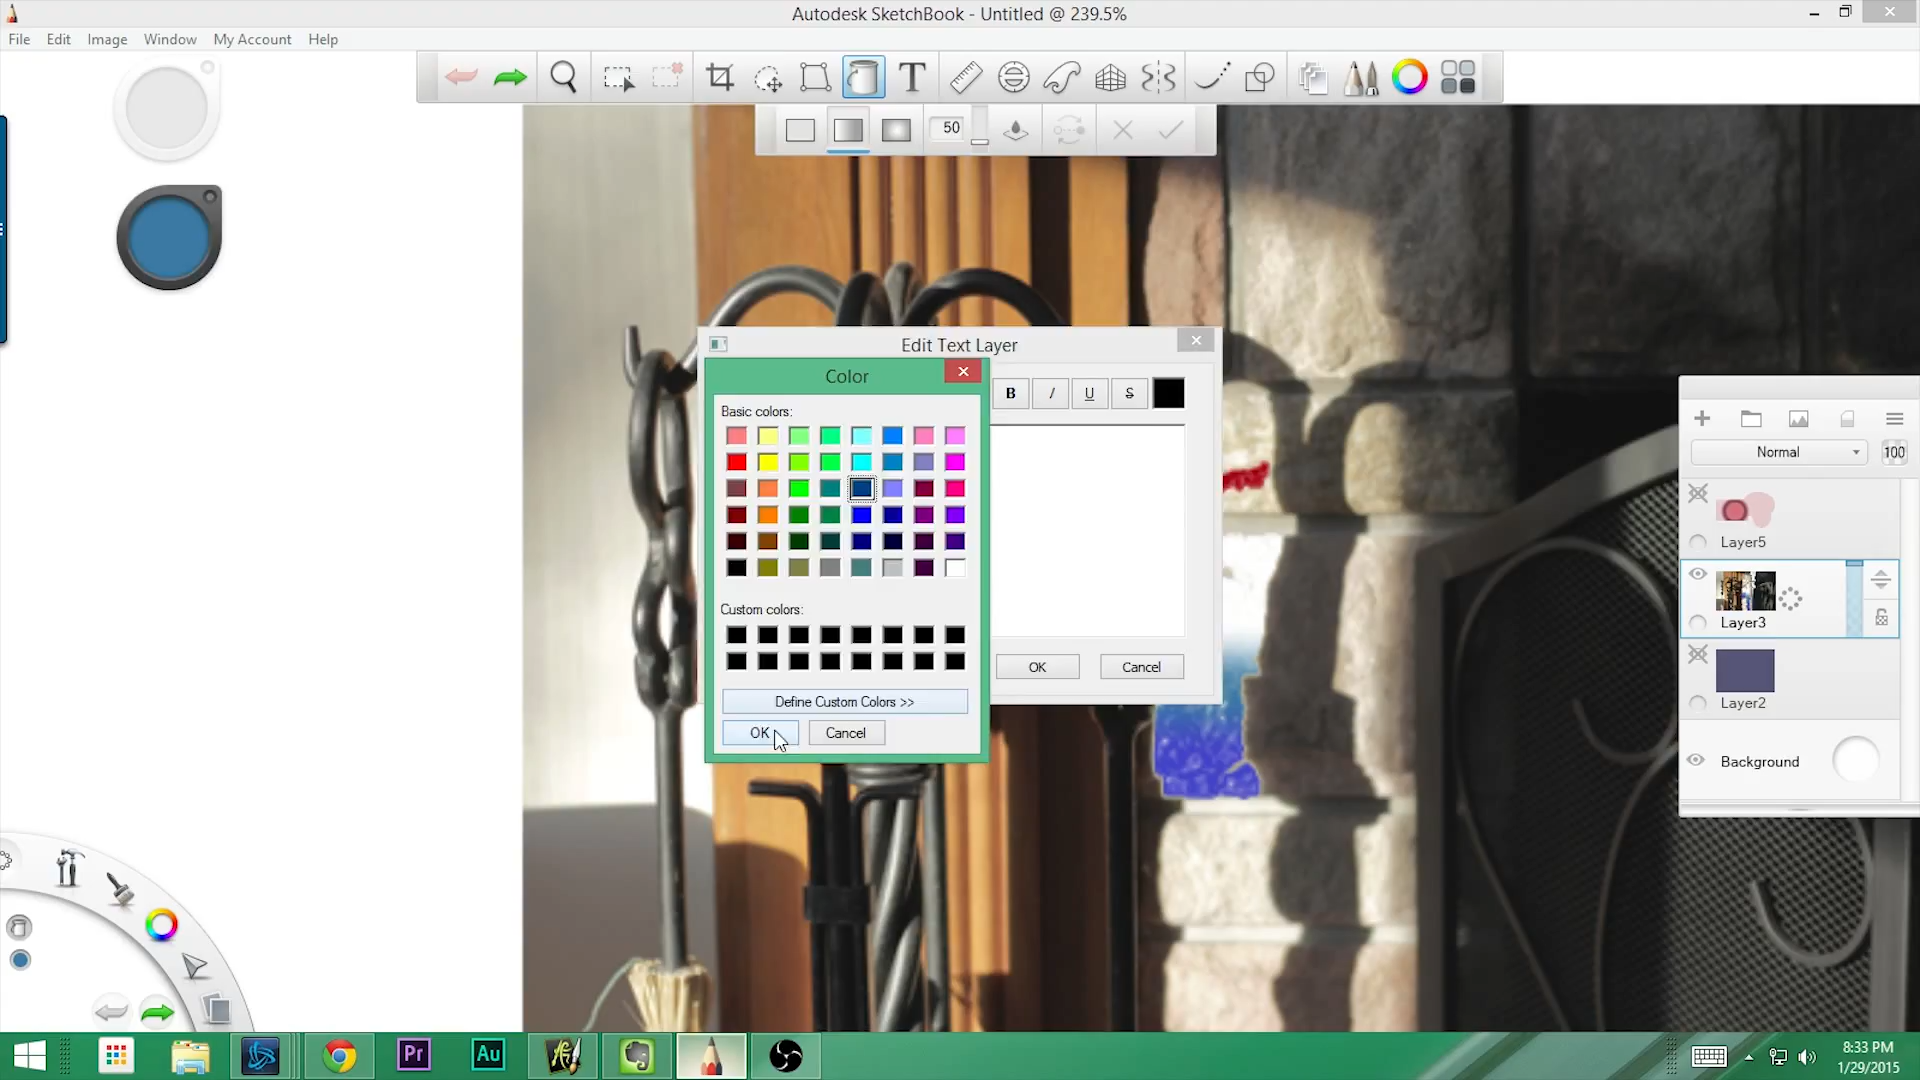 Autodesk SketchBook - Untitled @ 239.5%
File Edit Image Window My Account Help
T
50
Edit Text Layer
Color
B I U S
Basic colors:
Normal 100
Layer5
Layer3
Custom colors:
OK Cancel
Define Custom Colors >>
Layer2
OK Cancel
Background
Pr Au
8:33 PM
1/29/2015